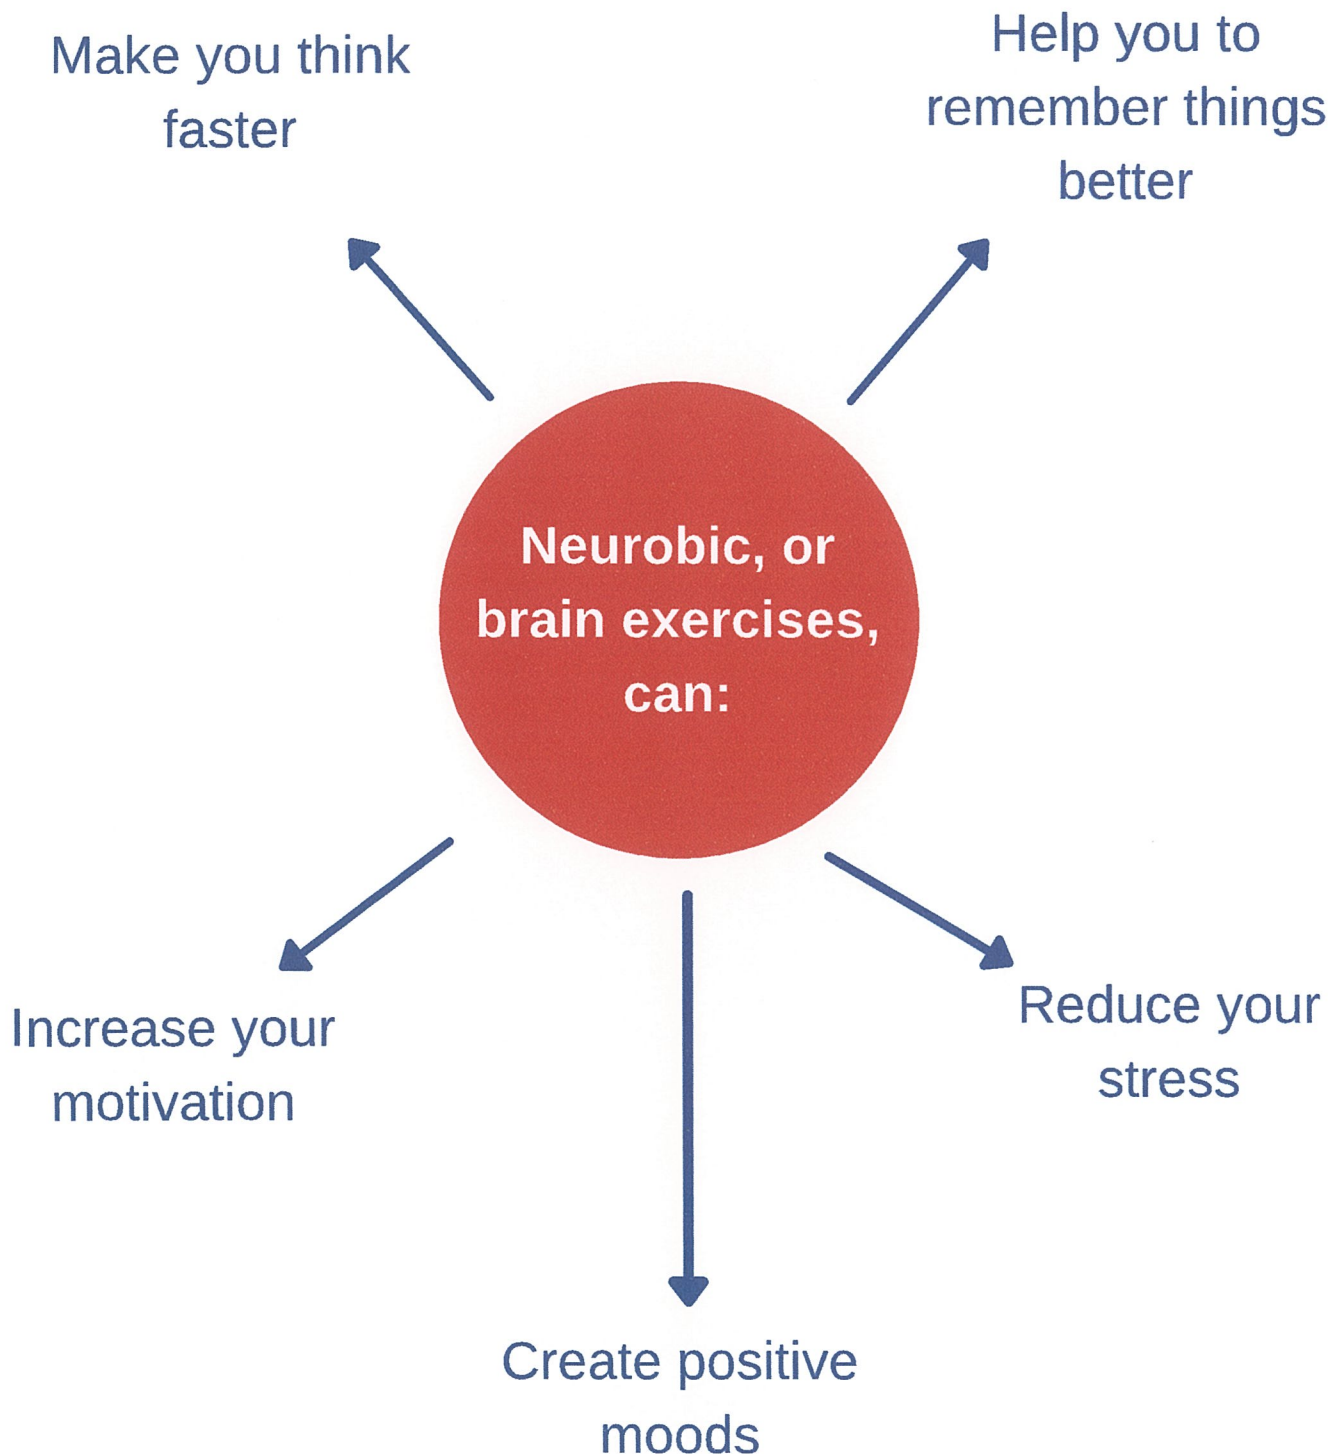 Make you think
faster
Help you to
remember things
better
Neurobic, or
brain exercises,
can:
Increase your
motivation
Reduce your
stress
Create positive
moods